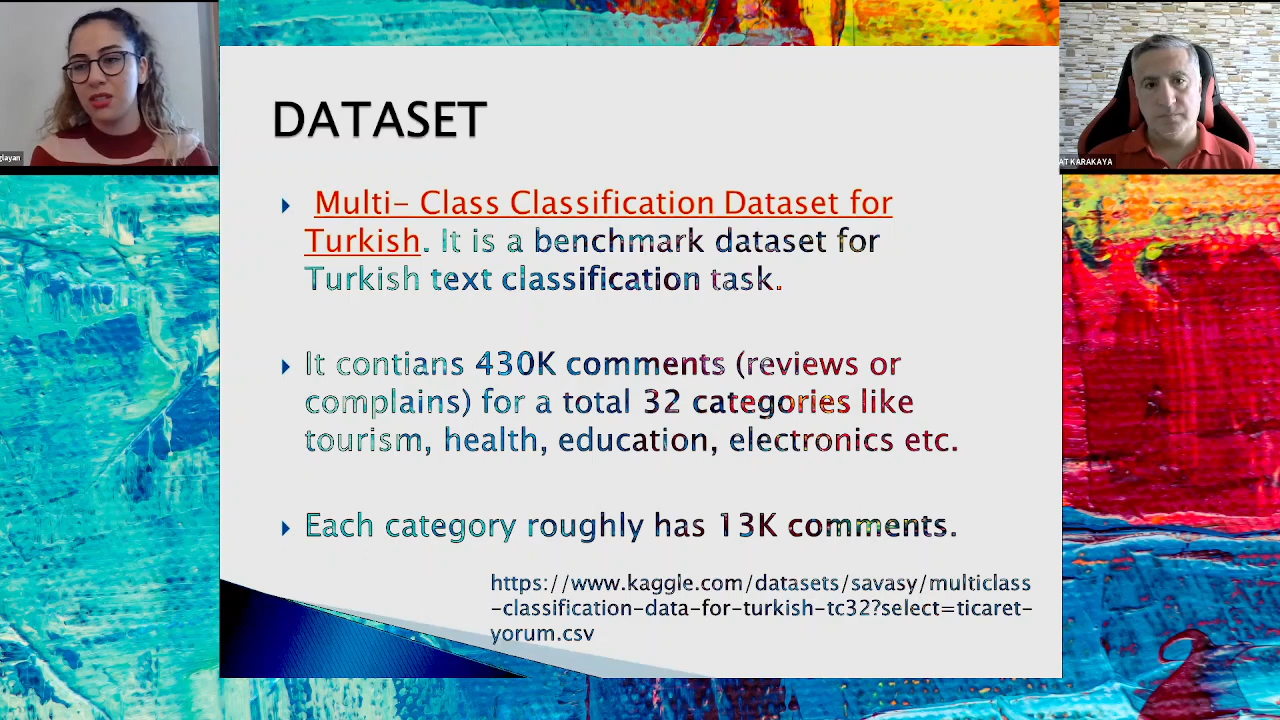 DATASET
Multi- Class Classification Dataset for
Turkish. It is a benchmark dataset for
Turkish text classification task.
It contians 430K comments (reviews or
complains) for a total 32 categories like
tourism, health, education, electronics etc.
Each category roughly has 13K comments.
https://www.kaggle.com/datasets/savasy/multiclass
-classification-data-for-turkish-tc32?select=ticaret-
yorum.csv
glayan
AT KARAKAYA